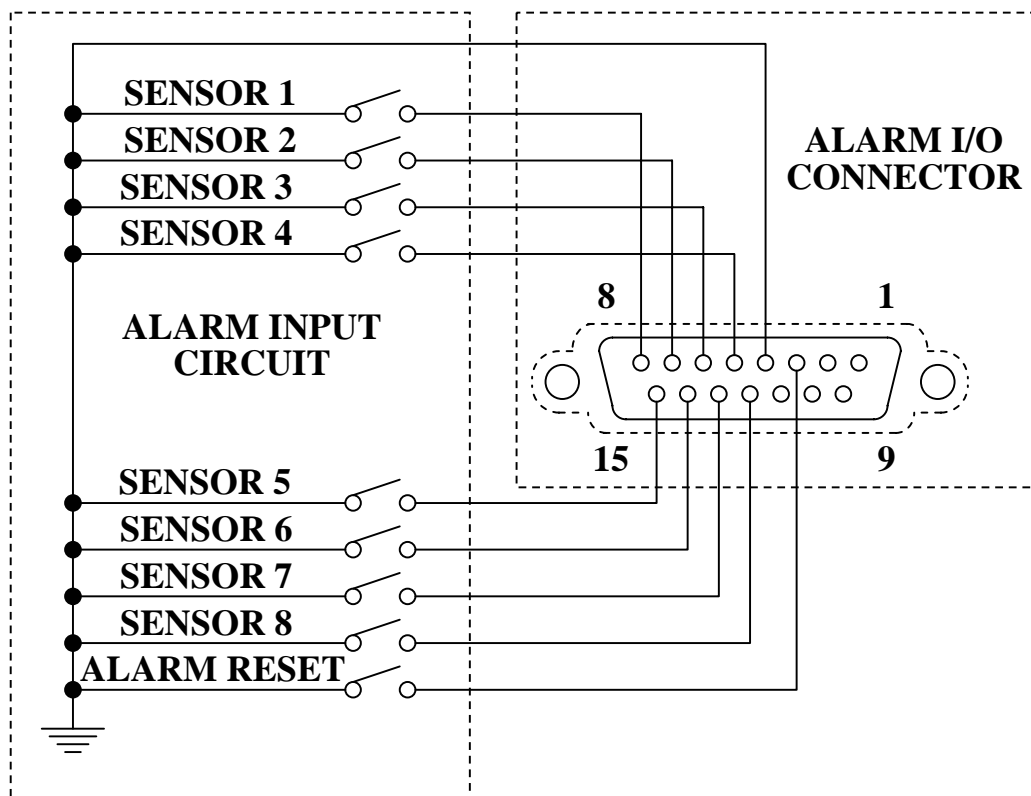 SENSOR 1
SENSOR 2
SENSOR 3
SENSOR 4
ALARM I/O
CONNECTOR
8
1
ALARM INPUT
CIRCUIT
15
9
SENSOR 5
SENSOR 6
SENSOR 7
SENSOR 8
ALARM RESET